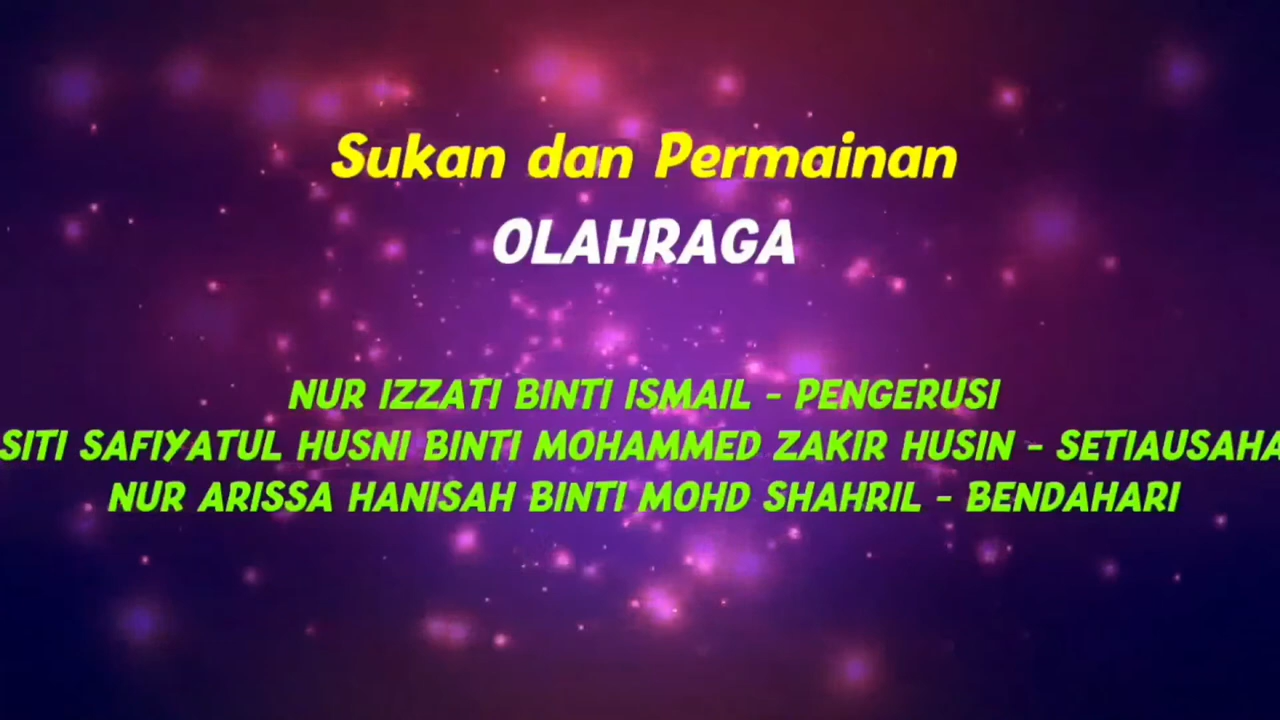 Sukan dan Permainan
OLAHRAGA
NUR IZZATI BINTI ISMAIL - PENGERUSI
SITI SAFIYATUL HUSNI BINTI MOHAMMED ZAKIR HUSIN - SETIAUSAHA
NUR ARISSA HANISAH BINTI MOHD SHAHRIL - BENDAHARI